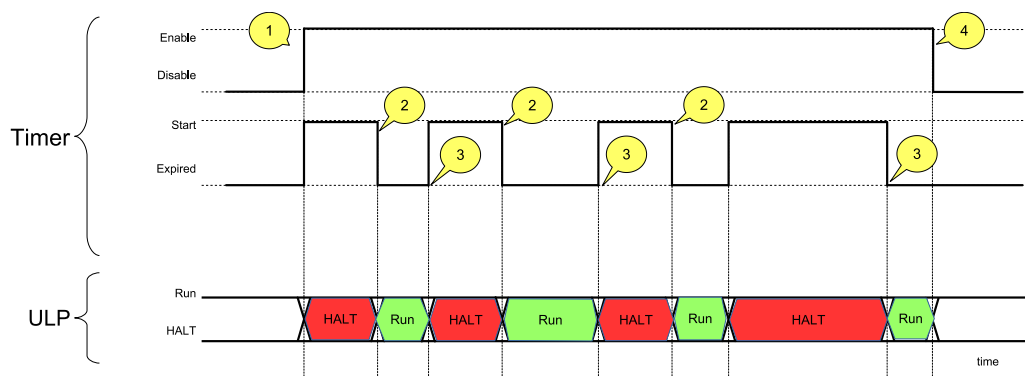 1
Enable
4
Disable
2
2
2
Start
Timer
3
3
3
Expired
Run
ULP
HALT
Run
HALT
Run
HALT
Run
HALT
Run
HALT
time